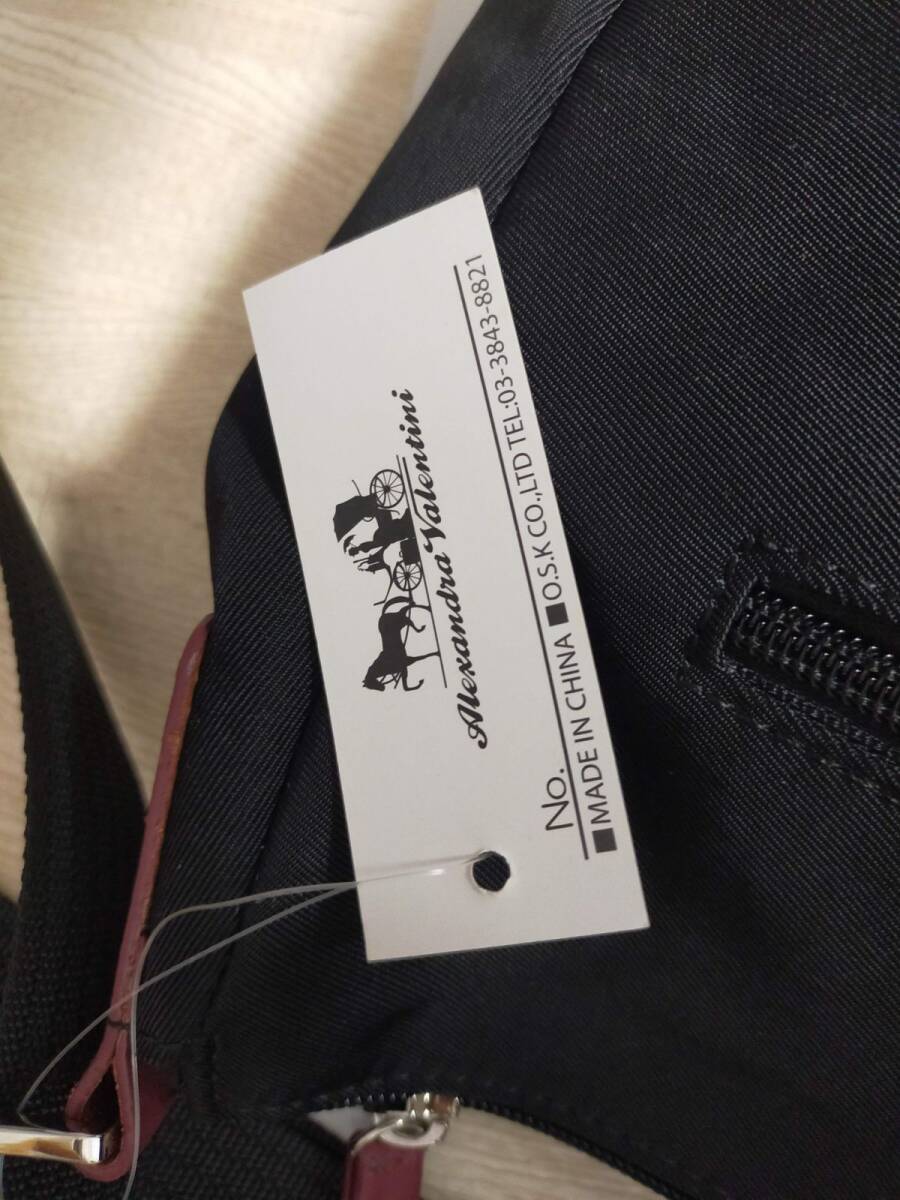 Alexandra Valentini
No.
■MADE IN CHINA ■O.S.K CO.,LTD TEL:03-3843-8821